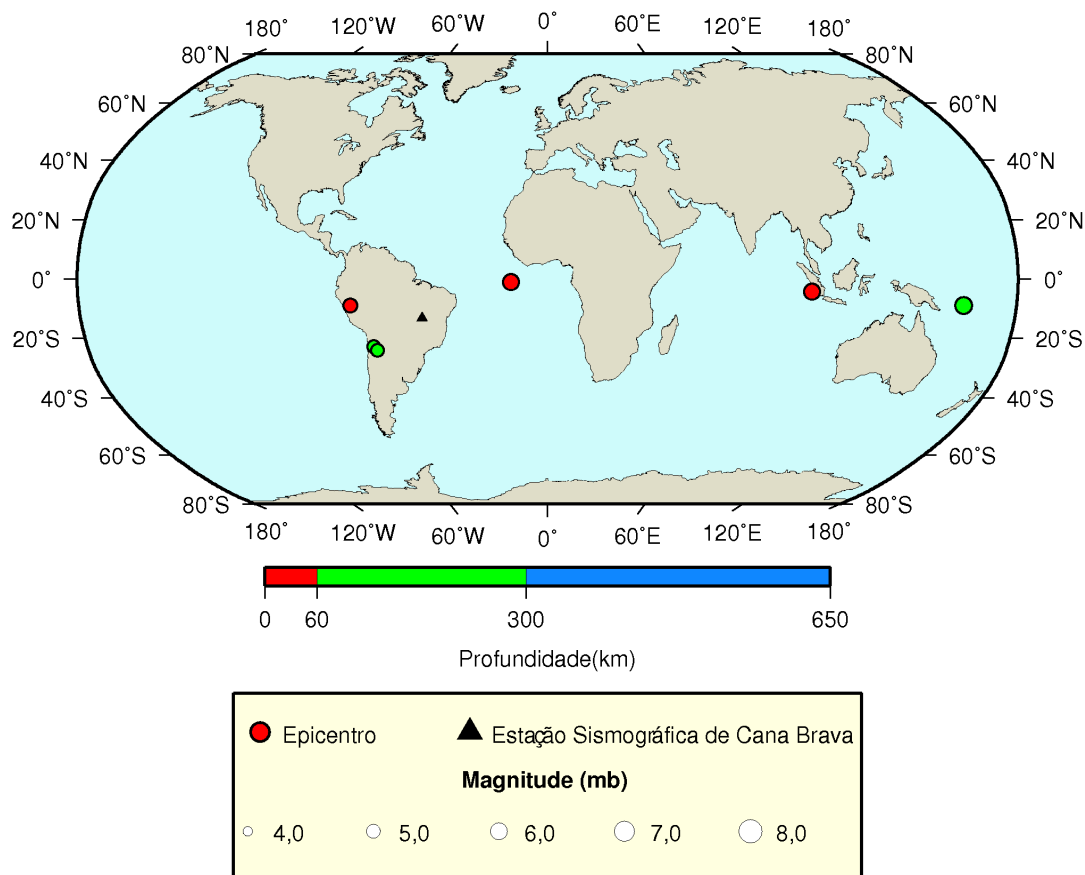 180˚ 120˚W 60˚W 0˚ 60˚E 120˚E 180˚
80˚N 80˚N
60˚N 60˚N
40˚N 40˚N
20˚N 20˚N
0˚ 0˚
20˚S 20˚S
40˚S 40˚S
60˚S 60˚S
80˚S 80˚S
180˚ 120˚W 60˚W 0˚ 60˚E 120˚E 180˚
0 60 300 650
Profundidade(km)
Epicentro Estação Sismográfica de Cana Brava
Magnitude (mb)
4,0 5,0 6,0 7,0 8,0